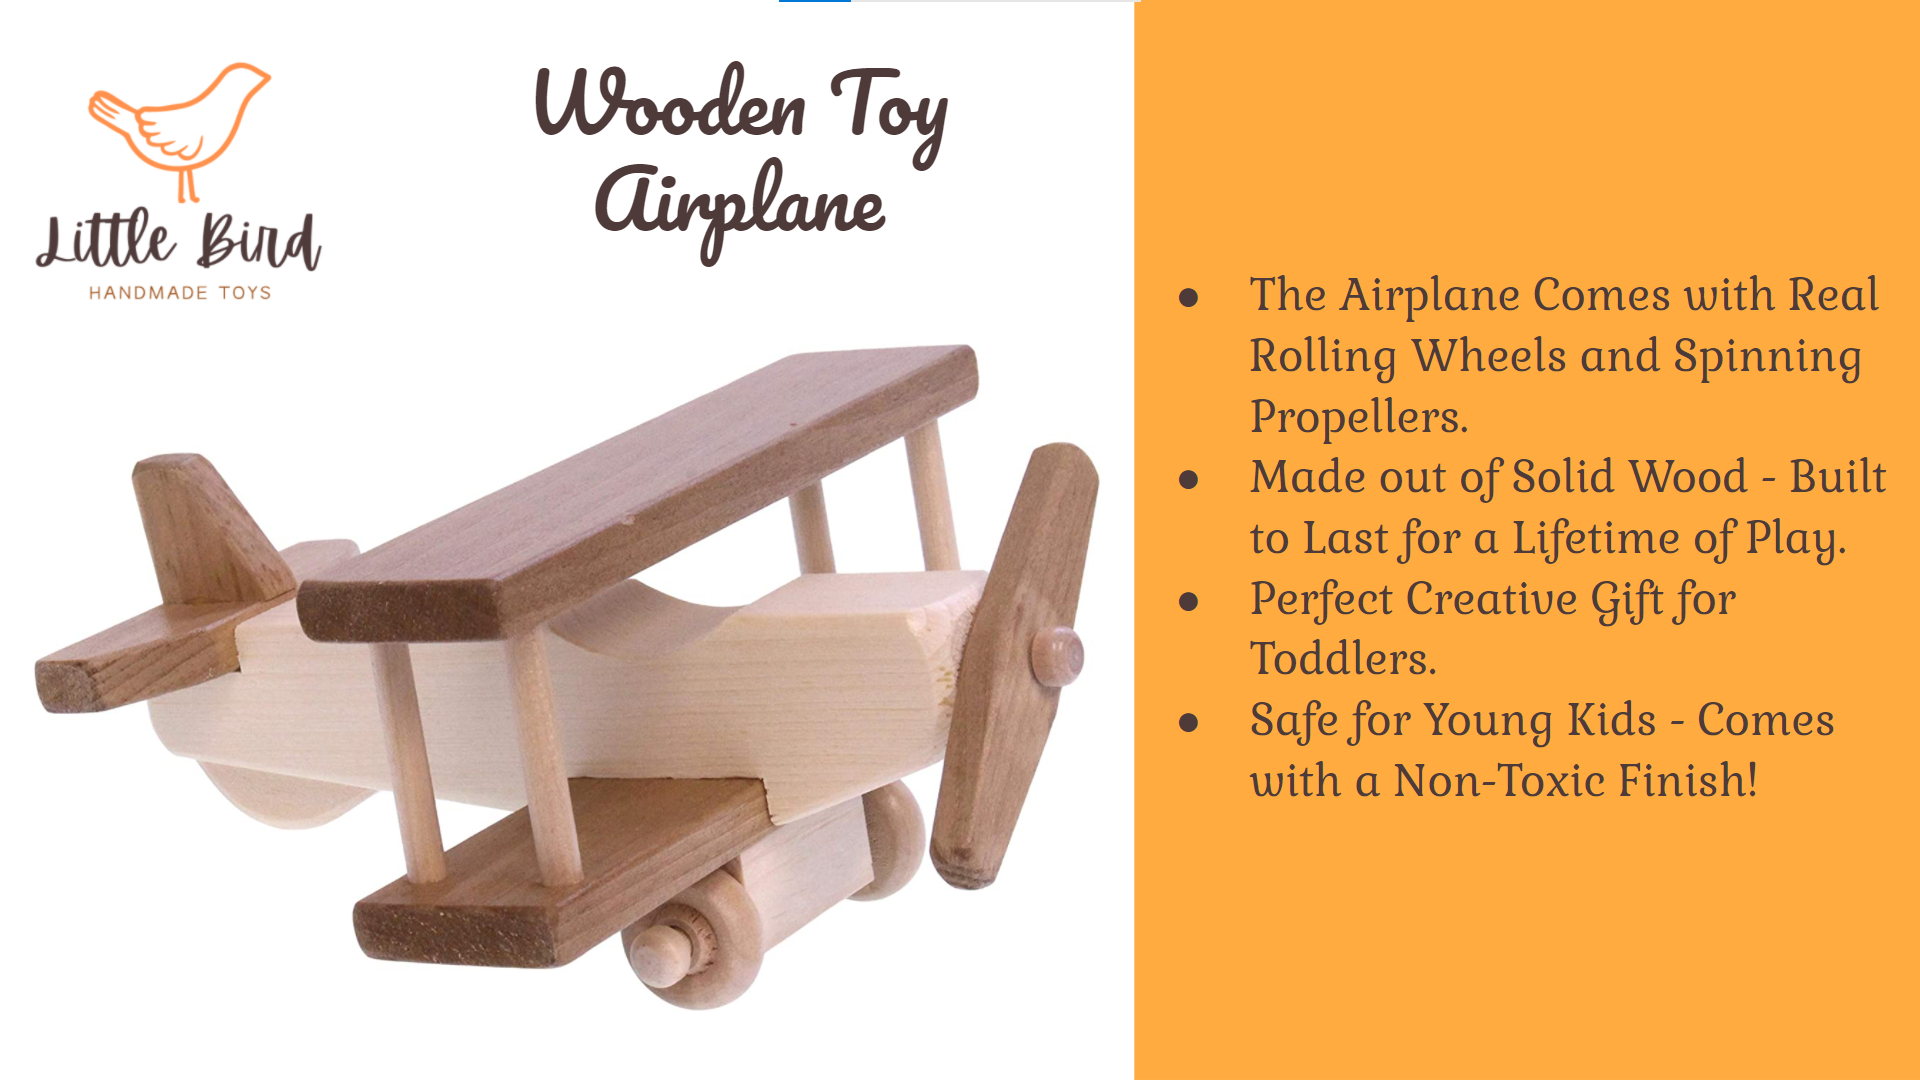 Wooden Toy
Airplane
Little Bird
HANDMADE TOYS
● The Airplane Comes with Real
Rolling Wheels and Spinning
Propellers.
● Made out of Solid Wood - Built
to Last for a Lifetime of Play.
● Perfect Creative Gift for
Toddlers.
● Safe for Young Kids - Comes
with a Non-Toxic Finish!